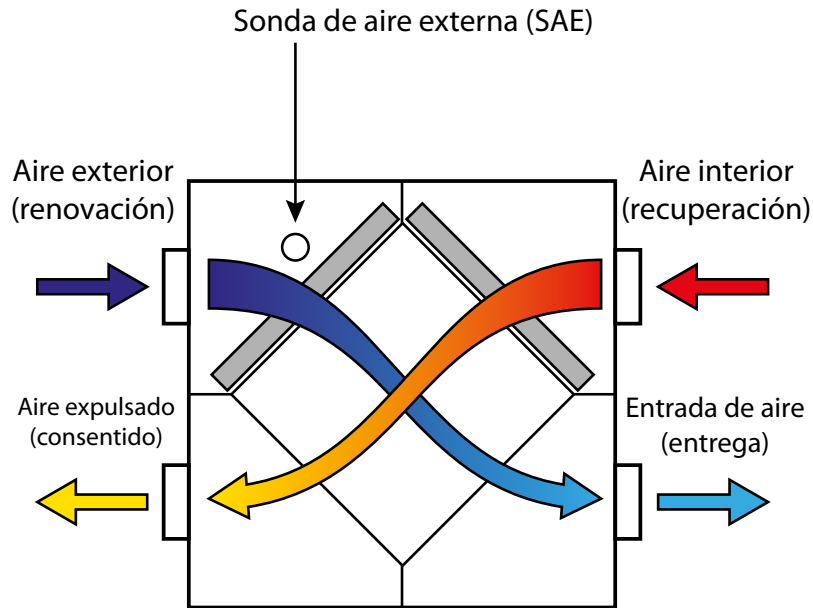 Sonda de aire externa (SAE)
Aire exterior
(renovación)
Aire interior
(recuperación)
Aire expulsado
(consentido)
Entrada de aire
(entrega)